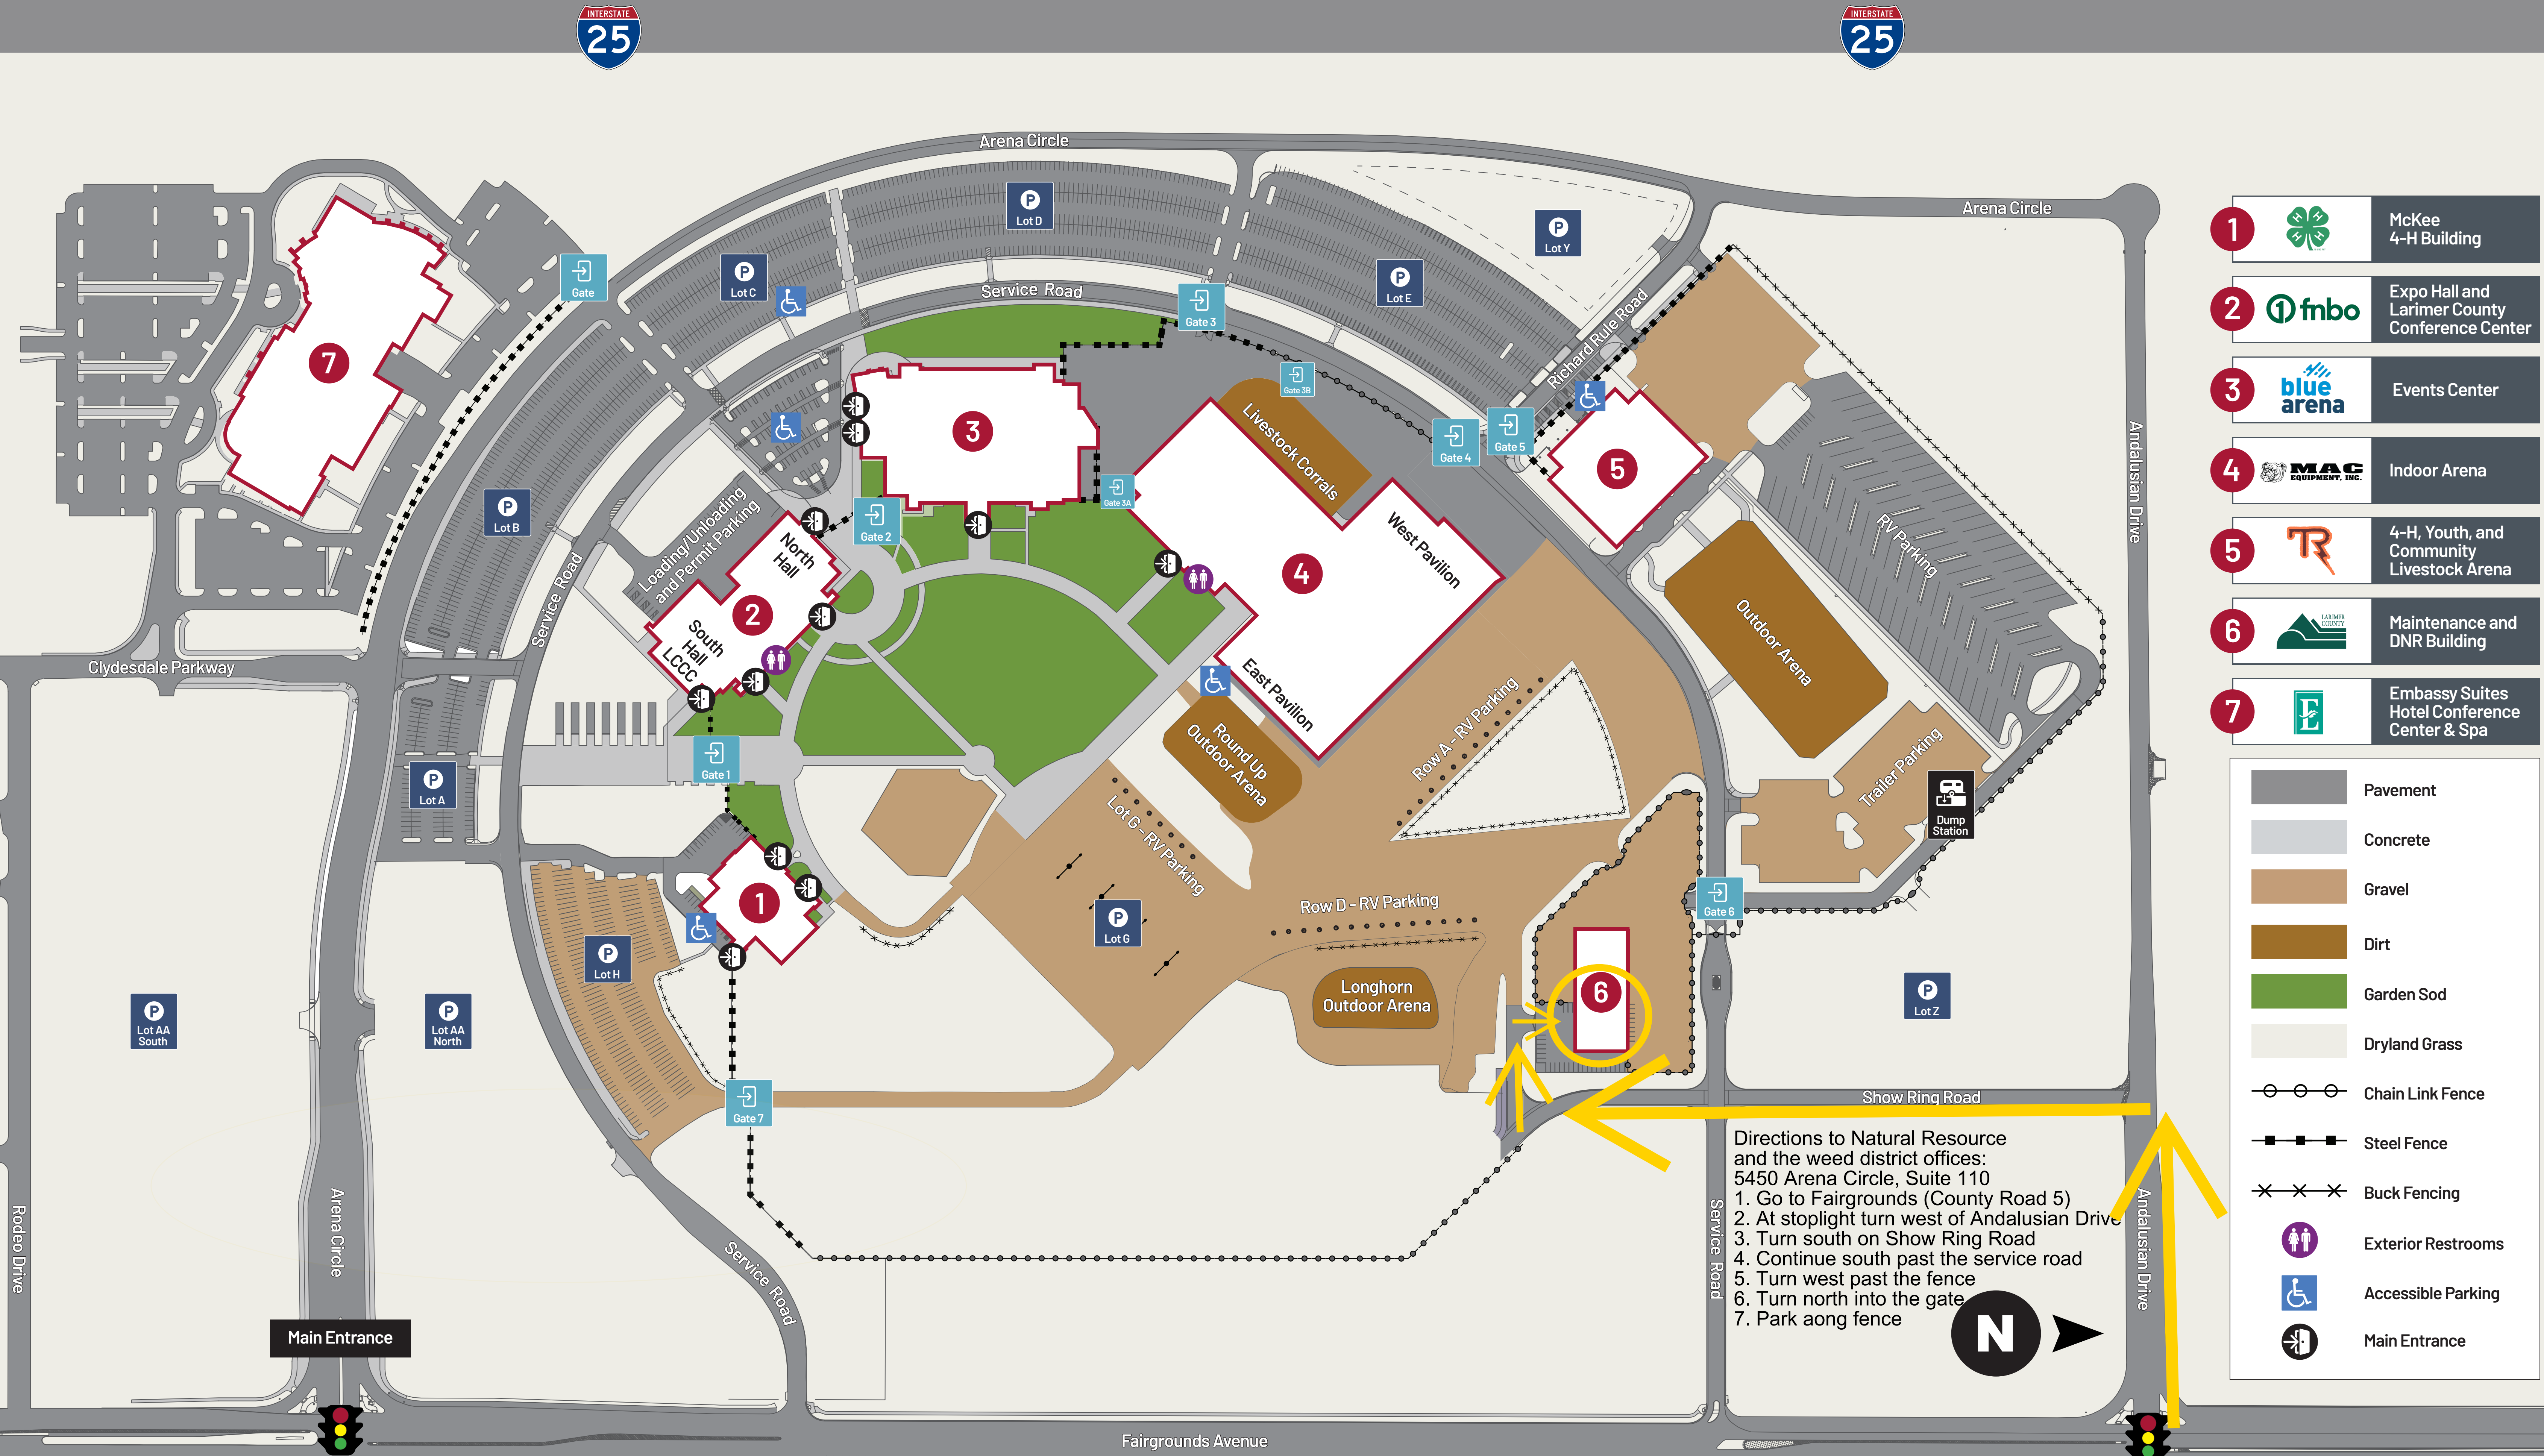 INTERSTATE
25
INTERSTATE
25
Arena Circle
Arena Circle
P
Lot D
P
Lot Y
P
Lot C
P
Lot E
Gate
Service Road
Gate 3
Gate 3B
Richard Rule Road
Livestock Corrals
7
3
Gate 4
Gate 5
5
Gate 3A
P
Lot B
Gate 2
Loading/Unloading
and Permit Parking
North
Hall
2
South
Hall
LCCC
4
West Pavilion
East Pavilion
RV Parking
Outdoor Arena
Andalusian Drive
Service Road
Clydesdale Parkway
Gate 1
P
Lot A
Round Up
Outdoor Arena
Row A - RV Parking
Lot G - RV Parking
Trailer Parking
Dump
Station
1
P
Lot H
P
Lot G
Row D - RV Parking
Gate 6
Longhorn
Outdoor Arena
6
P
Lot Z
P
Lot AA
South
P
Lot AA
North
Gate 7
Show Ring Road
Directions to Natural Resource
and the weed district offices:
5450 Arena Circle, Suite 110
1. Go to Fairgrounds (County Road 5)
2. At stoplight turn west of Andalusian Drive
3. Turn south on Show Ring Road
4. Continue south past the service road
5. Turn west past the fence
6. Turn north into the gate
7. Park aong fence
N
Rodeo Drive
Arena Circle
Service Road
Service Road
Andalusian Drive
Main Entrance
Fairgrounds Avenue
1
H H H H
McKee
4-H Building
2
1 fnbo
Expo Hall and
Larimer County
Conference Center
3
blue
arena
Events Center
4
MAC
EQUIPMENT, INC.
Indoor Arena
5
TR
4-H, Youth, and
Community
Livestock Arena
6
LARIMER
COUNTY
Maintenance and
DNR Building
7
E
Embassy Suites
Hotel Conference
Center & Spa
Pavement
Concrete
Gravel
Dirt
Garden Sod
Dryland Grass
Chain Link Fence
Steel Fence
Buck Fencing
Exterior Restrooms
Accessible Parking
Main Entrance